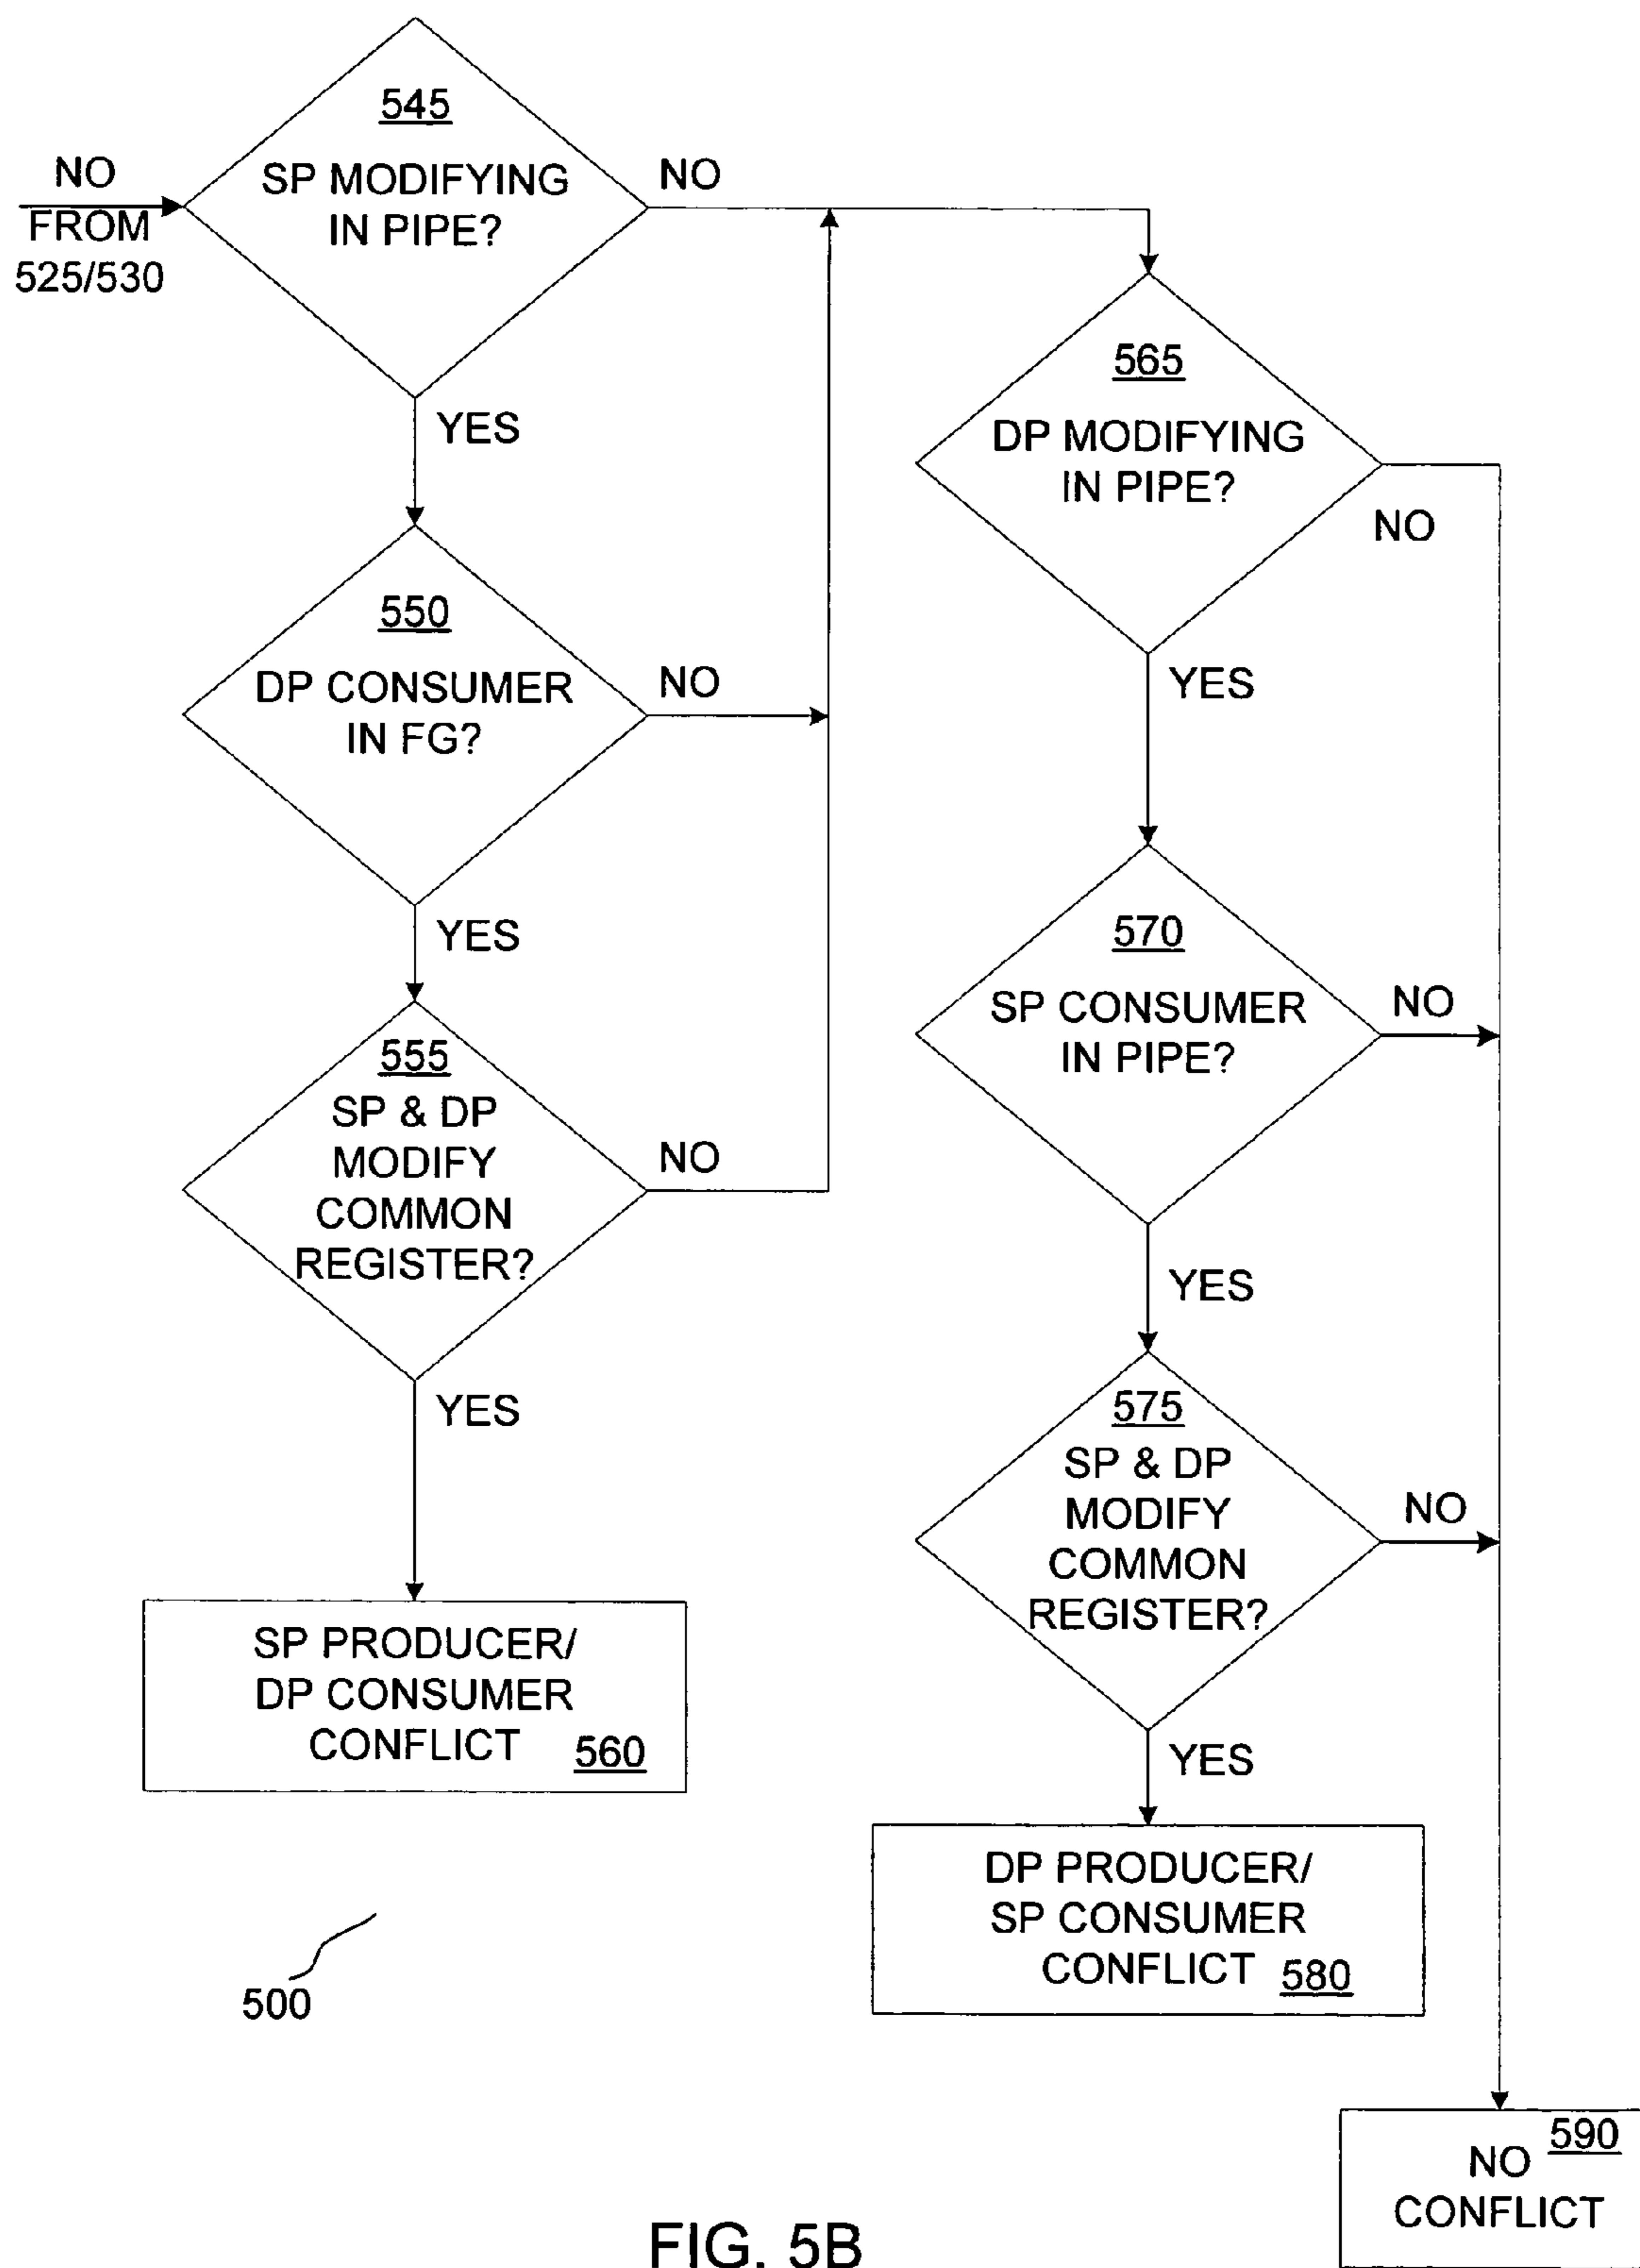 545
SP MODIFYING
IN PIPE?
NO
FROM
525/530
NO
YES
550
DP CONSUMER
IN FG?
NO
YES
555
SP & DP
MODIFY
COMMON
REGISTER?
NO
YES
SP PRODUCER/
DP CONSUMER
CONFLICT 560
565
DP MODIFYING
IN PIPE?
NO
YES
570
SP CONSUMER
IN PIPE?
NO
YES
575
SP & DP
MODIFY
COMMON
REGISTER?
NO
YES
DP PRODUCER/
SP CONSUMER
CONFLICT 580
500
590
NO
CONFLICT
FIG. 5B